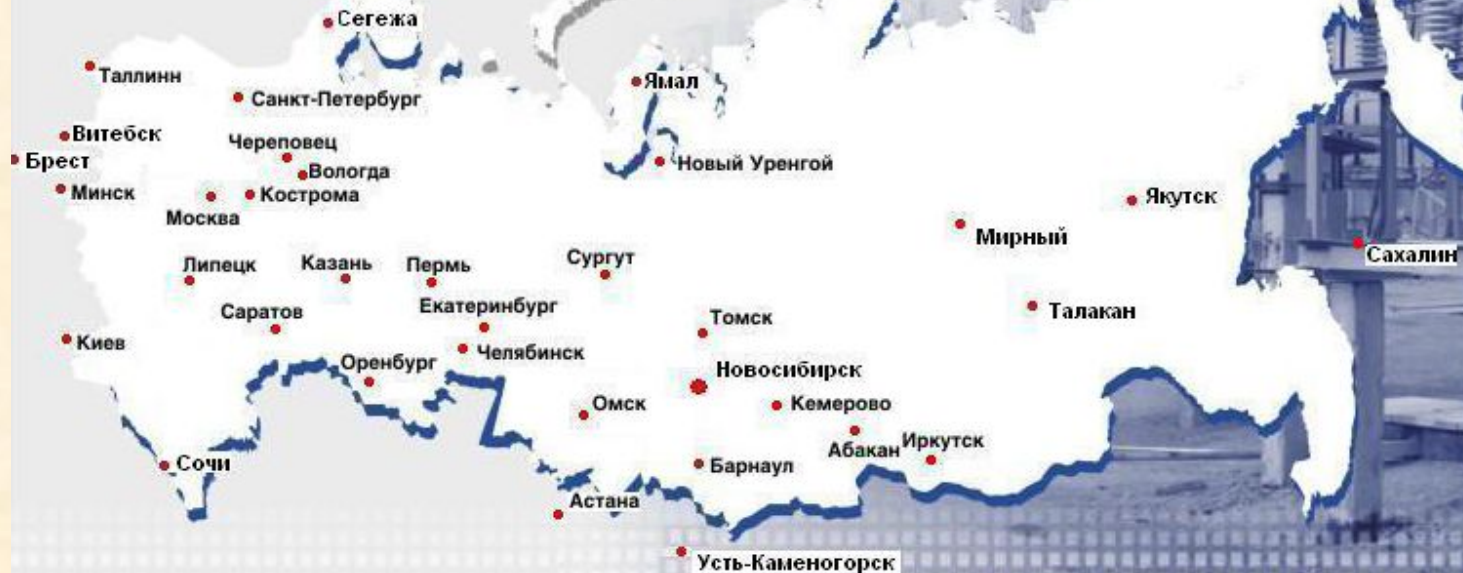 Сегежа
Таллинн
Ямал
Санкт-Петербург
Витебск
Череповец
Брест
Новый Уренгой
Вологда
Минск
Кострома
Якутск
Москва
Мирный
Сахалин
Липецк
Казань
Пермь
Сургут
Екатеринбург
Саратов
Талакан
Томск
Киев
Челябинск
Оренбург
Новосибирск
Омск
Кемерово
Абакан
Иркутск
Сочи
Барнаул
Астана
Усть-Каменогорск